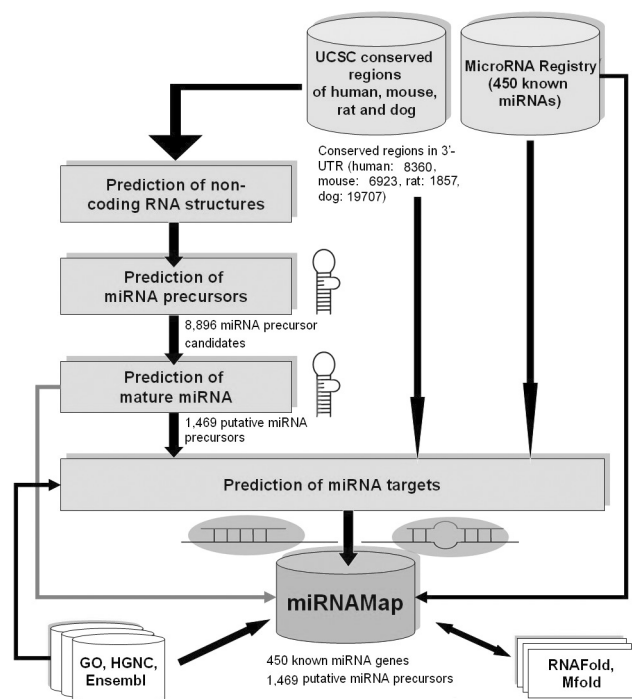 UCSC conserved
regions
of human, mouse,
rat and dog
MicroRNA Registry
(450 known
miRNAs)
Conserved regions in 3'-
UTR (human: 8360,
mouse: 6923, rat: 1857,
dog: 19707)
Prediction of non-
coding RNA structures
Prediction of
miRNA precursors
8,896 miRNA precursor
candidates
Prediction of
mature miRNA
1,469 putative miRNA
precursors
Prediction of miRNA targets
miRNAMap
GO, HGNC,
Ensembl
450 known miRNA genes
1,469 putative miRNA precursors
RNAFold,
Mfold